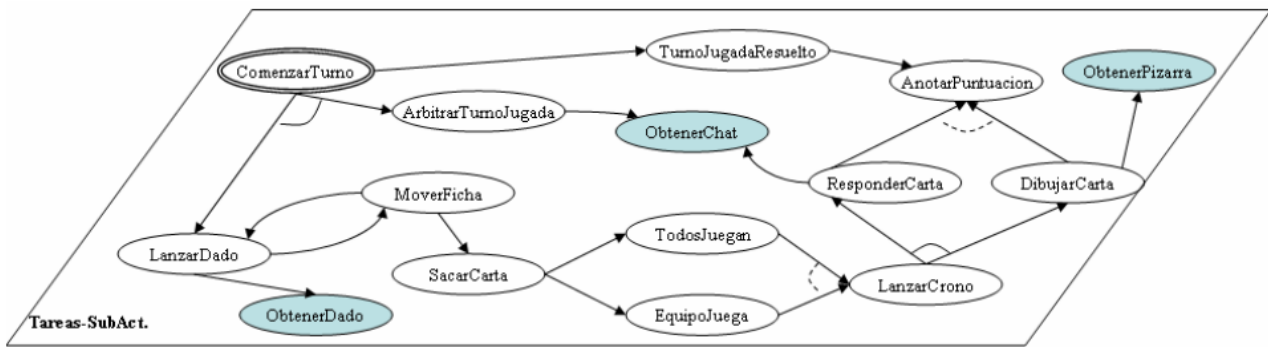 TurnoJugadaResuelto
ComenzarTurno
ObtenerPizarra
AnotarPuntuacion
ArbitrarTurnoJugada
ObtenerChat
MoverFicha
ResponderCarta
DibujarCarta
TodosJuegan
LanzarDado
SacarCarta
LanzarCrono
ObtenerDado
EquipoJuega
Tareas-SubAct.